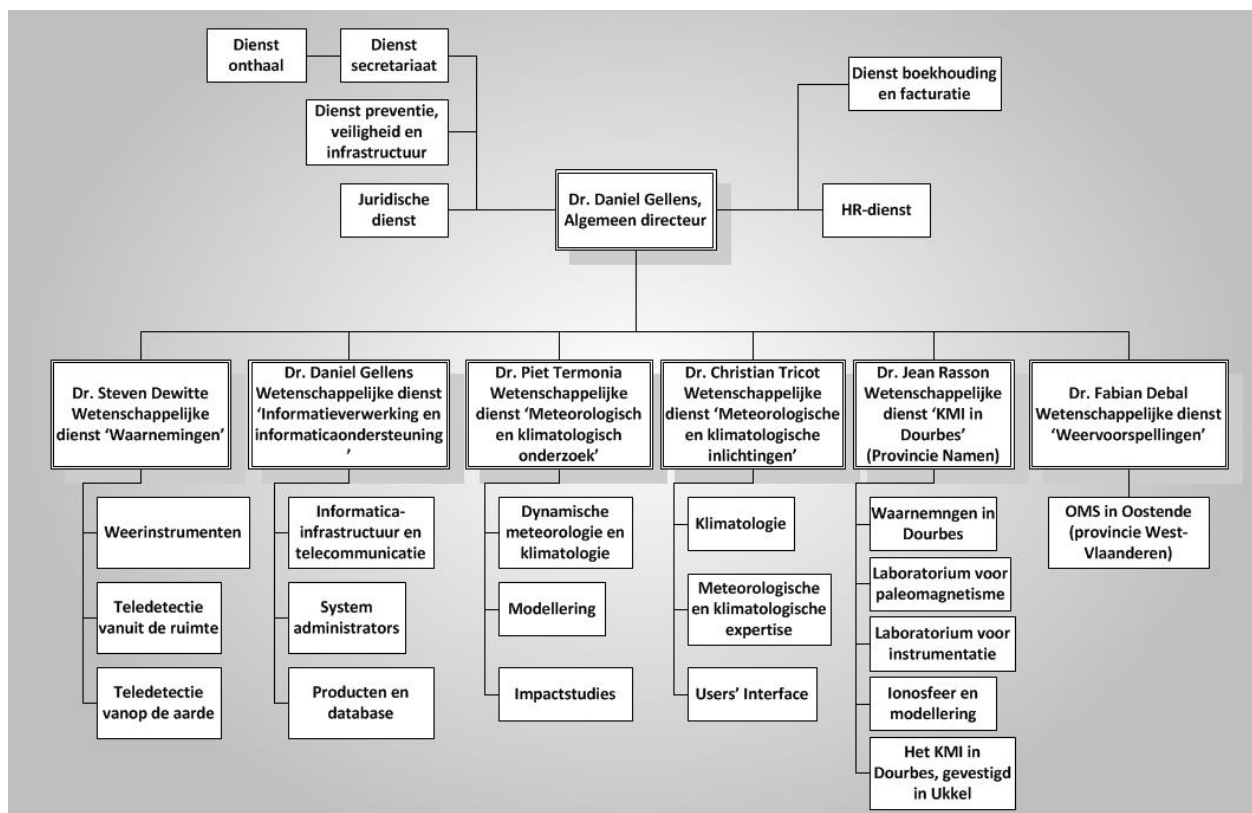 Dienst
onthaal
Dienst
secretariaat
Dienst boekhouding
en facturatie
Dienst preventie,
veiligheid en
infrastructuur
Juridische
dienst
Dr. Daniel Gellens,
Algemeen directeur
HR-dienst
Dr. Steven Dewitte
Wetenschappelijke
dienst ‘Waarnemingen’
Dr. Daniel Gellens
Wetenschappelijke dienst
‘Informatieverwerking en
informaticaondersteuning
’
Dr. Piet Termonia
Wetenschappelijke
dienst ‘Meteorologisch
en klimatologisch
onderzoek’
Dr. Christian Tricot
Wetenschappelijke
dienst ‘Meteorologische
en klimatologische
inlichtingen’
Dr. Jean Rasson
Wetenschappelijke
dienst ‘KMI in
Dourbes’
(Provincie Namen)
Dr. Fabian Debal
Wetenschappelijke dienst
‘Weervoorspellingen’
Weerinstrumenten
Teledetectie
vanuit de ruimte
Teledetectie
vanop de aarde
Informatica-
infrastructuur en
telecommunicatie
System
administrators
Producten en
database
Dynamische
meteorologie en
klimatologie
Modellering
Impactstudies
Klimatologie
Meteorologische
en klimatologische
expertise
Users’ Interface
Waarnemngen in
Dourbes
Laboratorium voor
paleomagnetisme
Laboratorium voor
instrumentatie
Ionosfeer en
modellering
Het KMI in
Dourbes, gevestigd
in Ukkel
OMS in Oostende
(provincie West-
Vlaanderen)